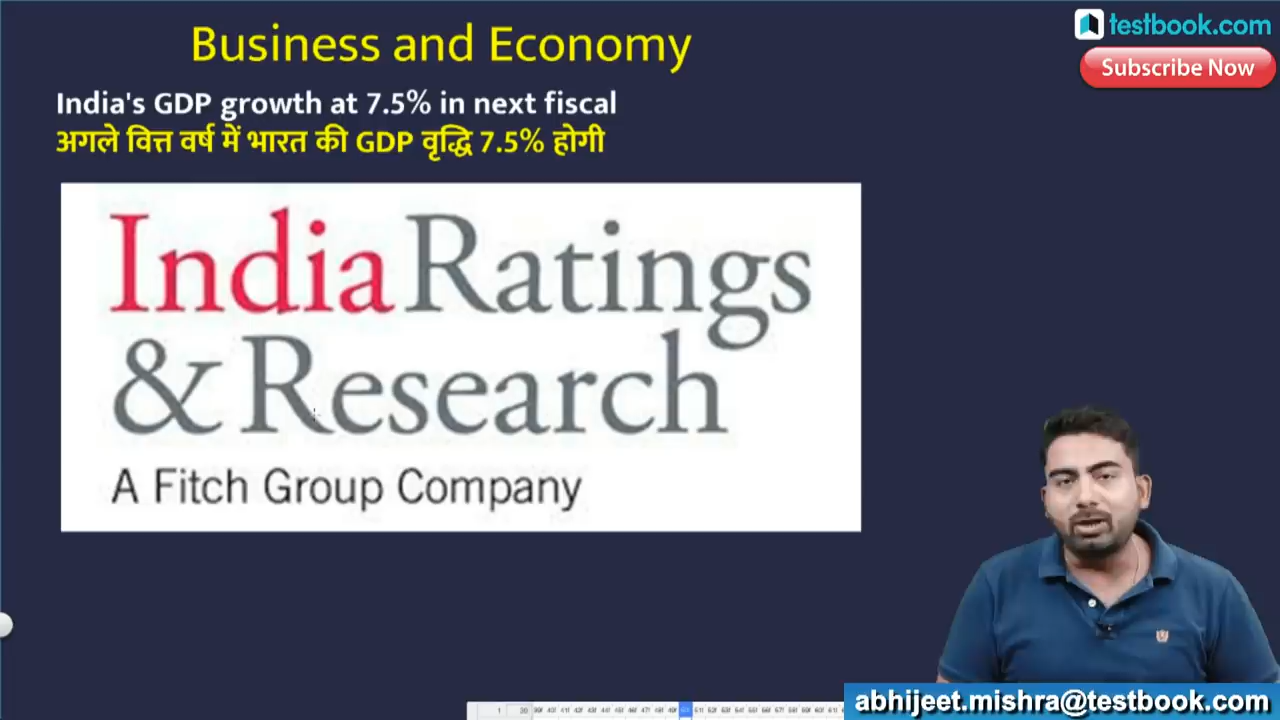 Business and Economy
testbook.com
Subscribe Now
India's GDP growth at 7.5% in next fiscal
अगले वित्त वर्ष में भारत की GDP वृद्धि 7.5% होगी
India Ratings
& Research
A Fitch Group Company
abhijeet.mishra@testbook.com